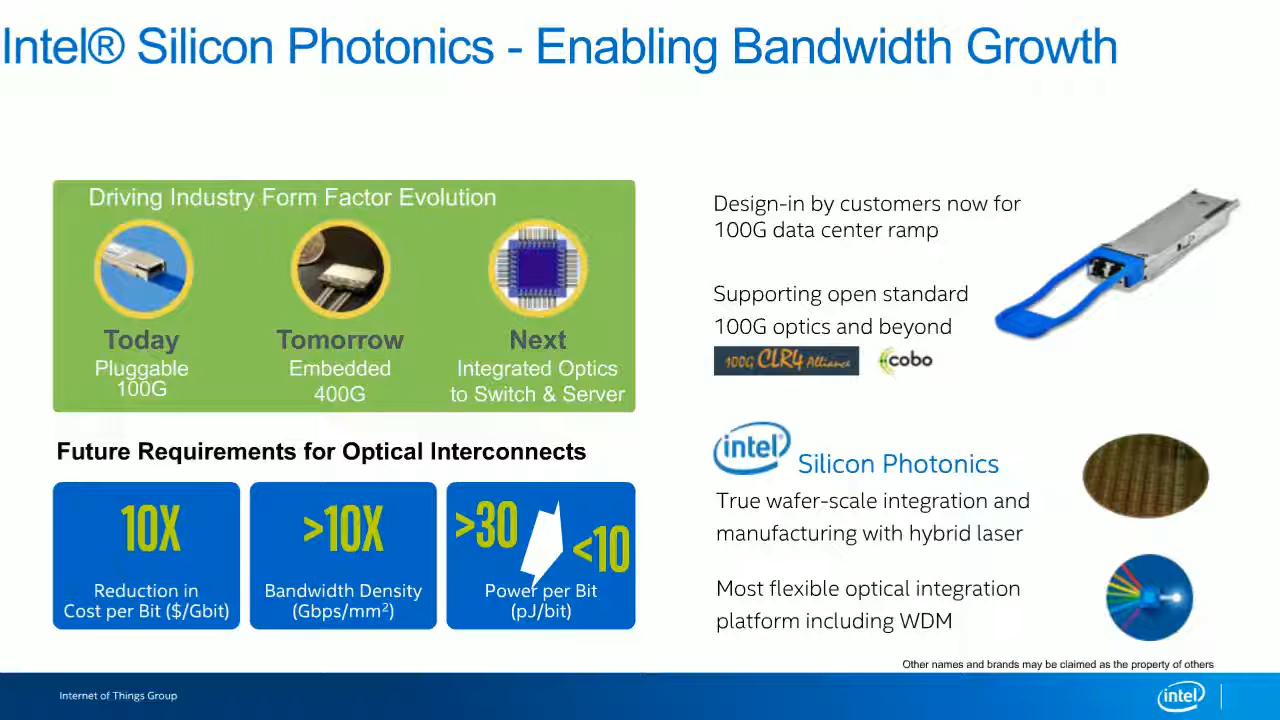 Intel® Silicon Photonics - Enabling Bandwidth Growth
Driving Industry Form Factor Evolution
Today
Pluggable
100G
Tomorrow
Embedded
400G
Next
Integrated Optics
to Switch & Server
Future Requirements for Optical Interconnects
10X
Reduction in
Cost per Bit ($/Gbit)
>10X
Bandwidth Density
(Gbps/mm²)
>30
<10
Power per Bit
(pJ/bit)
Design-in by customers now for
100G data center ramp
Supporting open standard
100G optics and beyond
100G CLR4 Alliance
cobo
intel®
Silicon Photonics
True wafer-scale integration and
manufacturing with hybrid laser
Most flexible optical integration
platform including WDM
Other names and brands may be claimed as the property of others
Internet of Things Group
intel